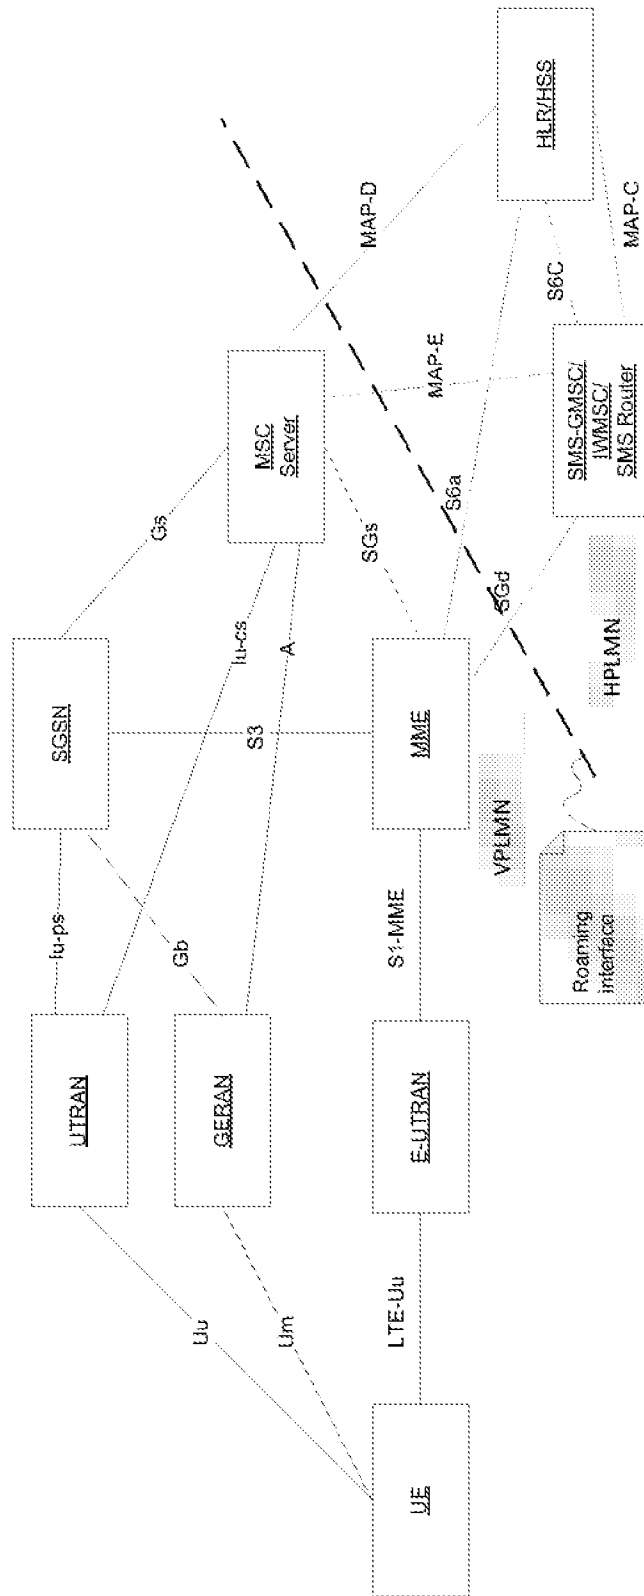 UE
Uu
Um
LTE-Uu
UTRAN
GERAN
E-UTRAN
Iu-ps
Gb
Iu-cs
A
S1-MME
SGSN
S3
MME
Gs
MSC
Server
SGs
MAP-D
MAP-E
S6a
SGd
HLR/HSS
S6C
MAP-C
SMS-GMSC/
IWMSC/
SMS Router
VPLMN
HPLMN
Roaming
interface